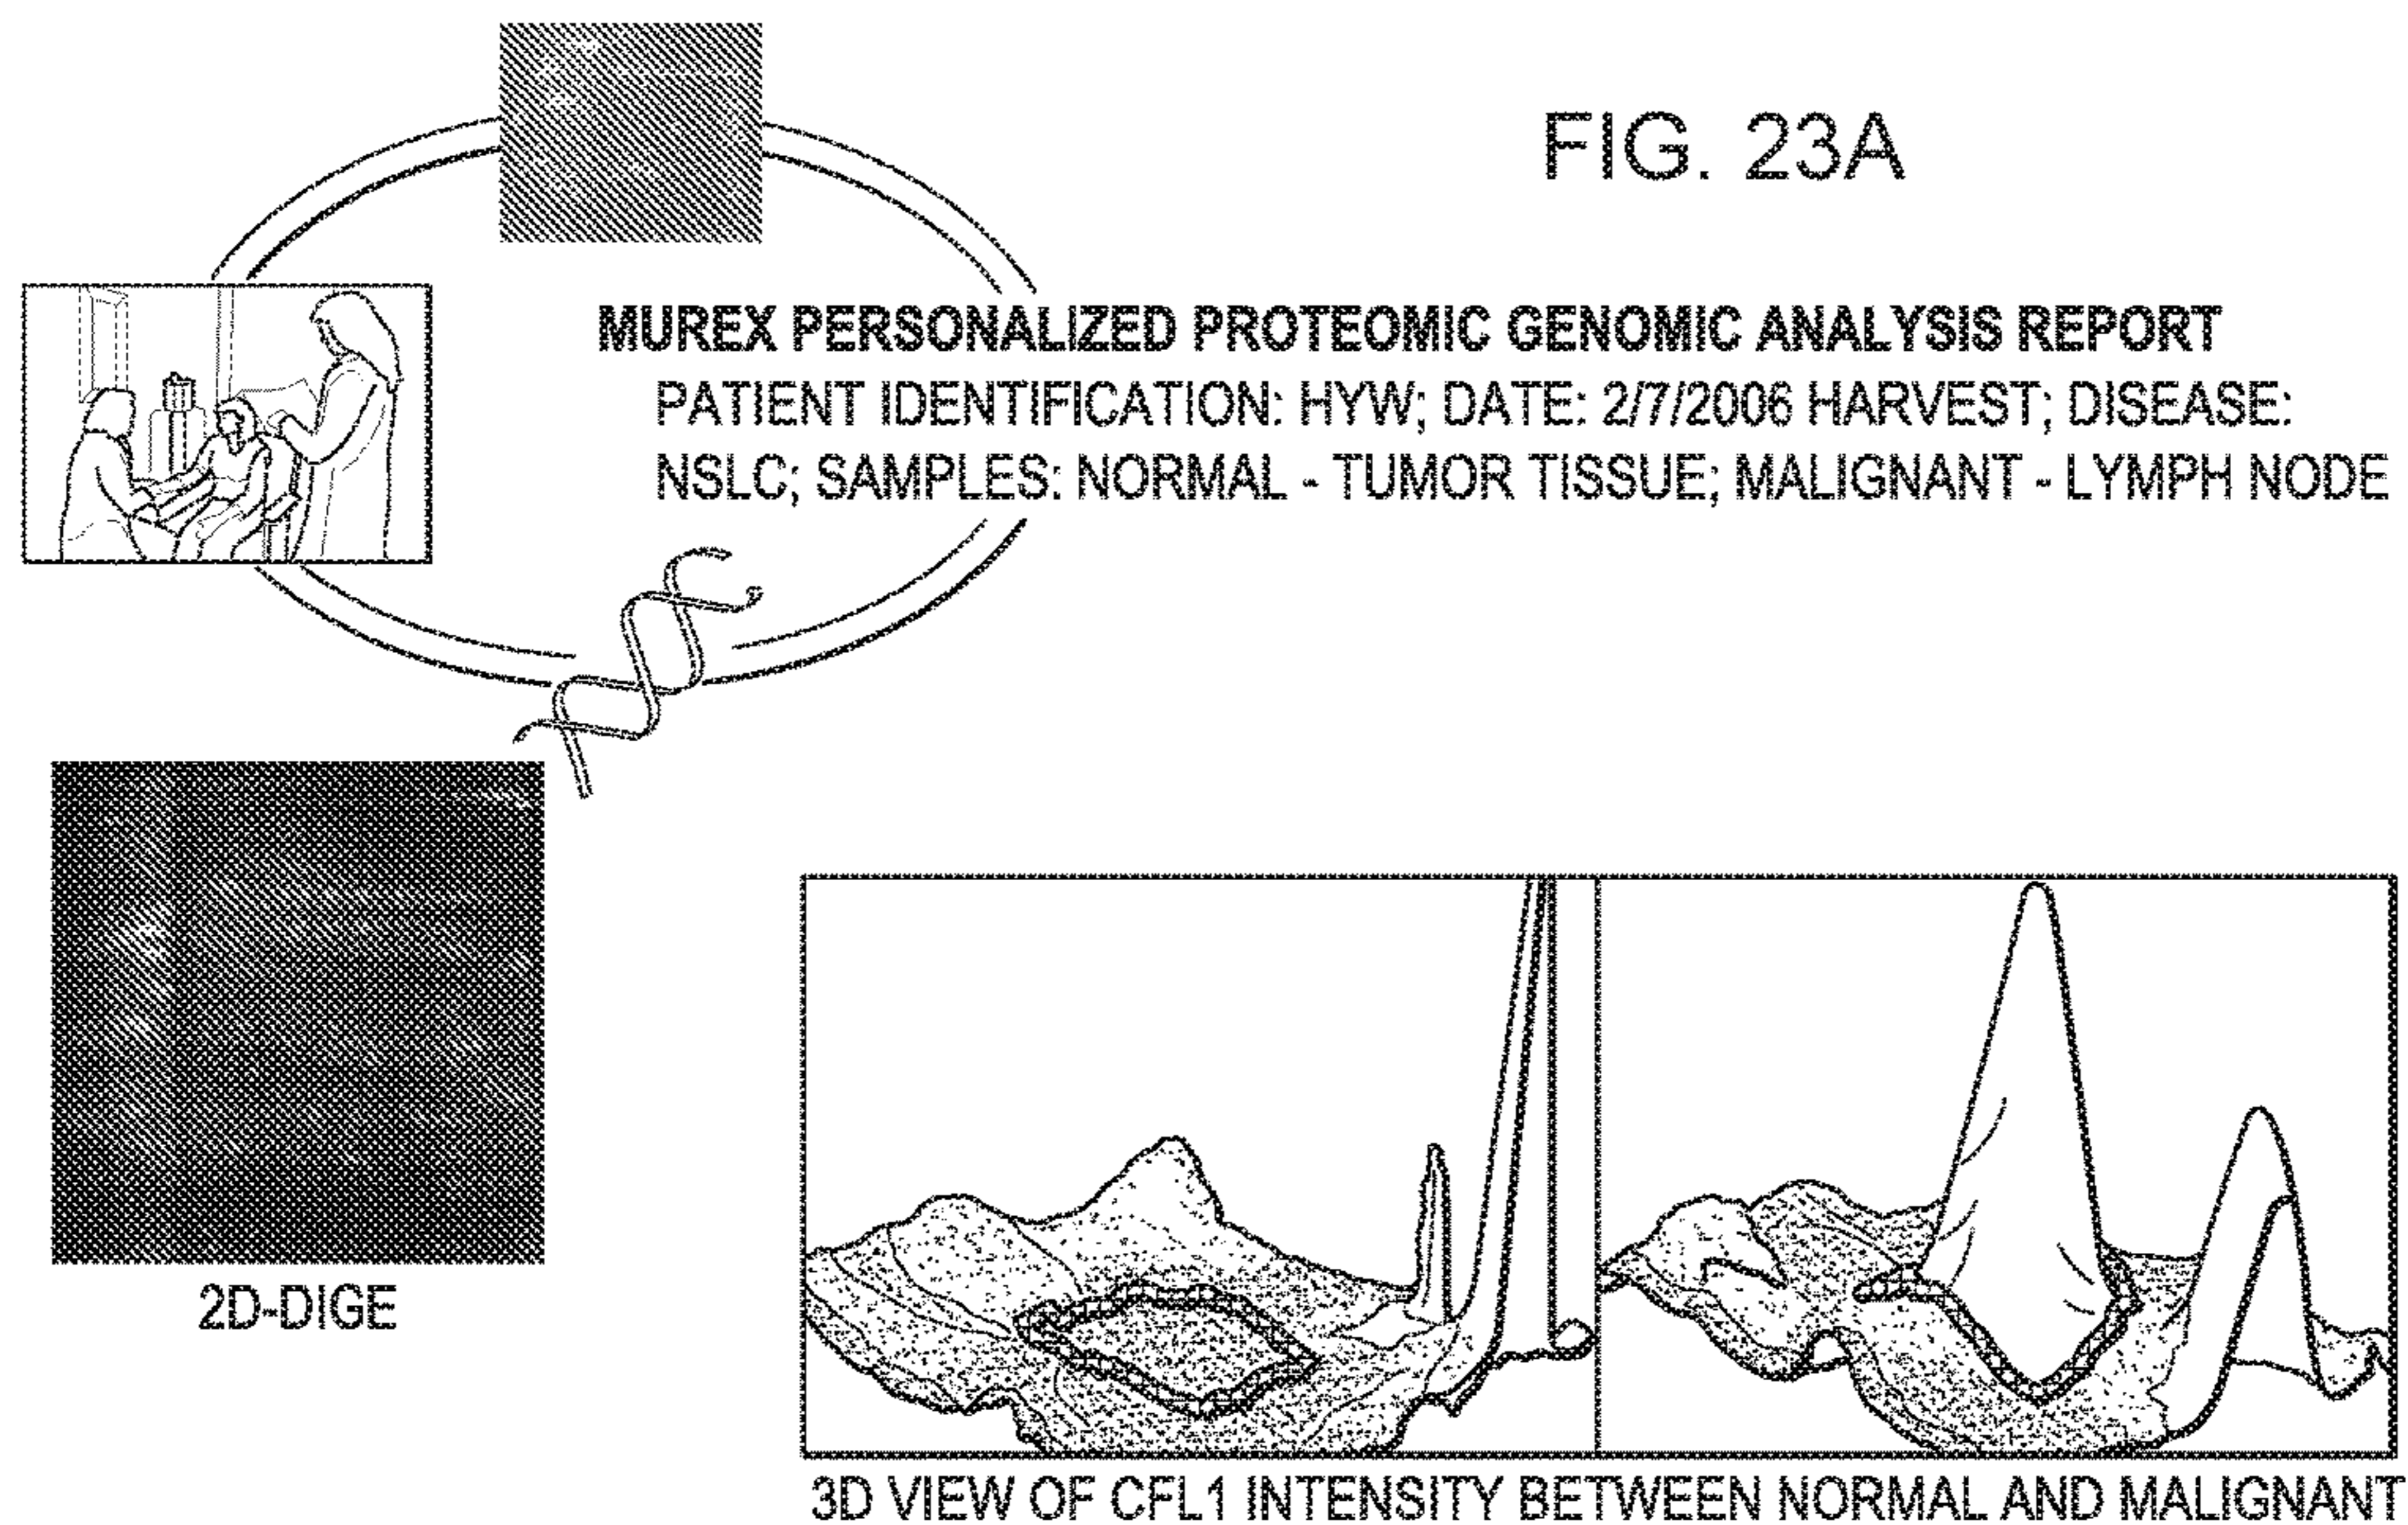 FIG. 23A
MUREX PERSONALIZED PROTEOMIC GENOMIC ANALYSIS REPORT
PATIENT IDENTIFICATION: HYW; DATE: 2/7/2006 HARVEST; DISEASE:
NSLC; SAMPLES: NORMAL - TUMOR TISSUE; MALIGNANT - LYMPH NODE
2D-DIGE
3D VIEW OF CFL1 INTENSITY BETWEEN NORMAL AND MALIGNANT